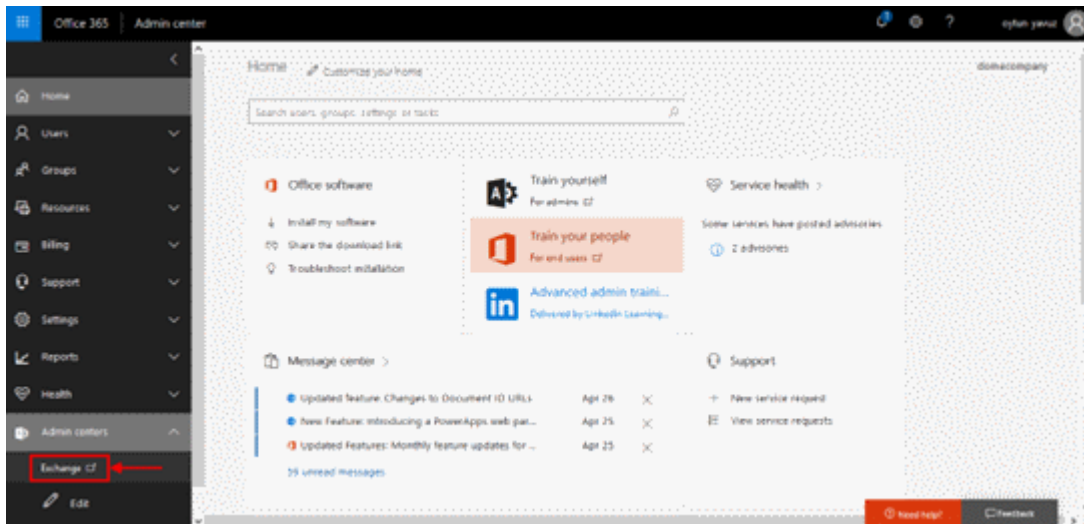 Office 365
Admin center
?
Home
Customize your home
domecompany
Search users, groups, settings or tasks
Home
Users
Groups
Resources
Billing
Support
Settings
Reports
Health
Admin centers
Exchange
Edit
Office software
Install my software
Share the download link
Troubleshoot installation
Train yourself
For admins
Train your people
For end users
in
Advanced admin traini...
Delivered by LinkedIn Learning...
Service health >
Some services have posted advisories
2 advisories
Message center >
Updated feature: Changes to Document ID URLs Apr 26
New Feature: Introducing a PowerApps web par... Apr 25
Updated Features: Monthly feature updates for ... Apr 25
59 unread messages
Support
New service request
View service requests
Need help?
Feedback